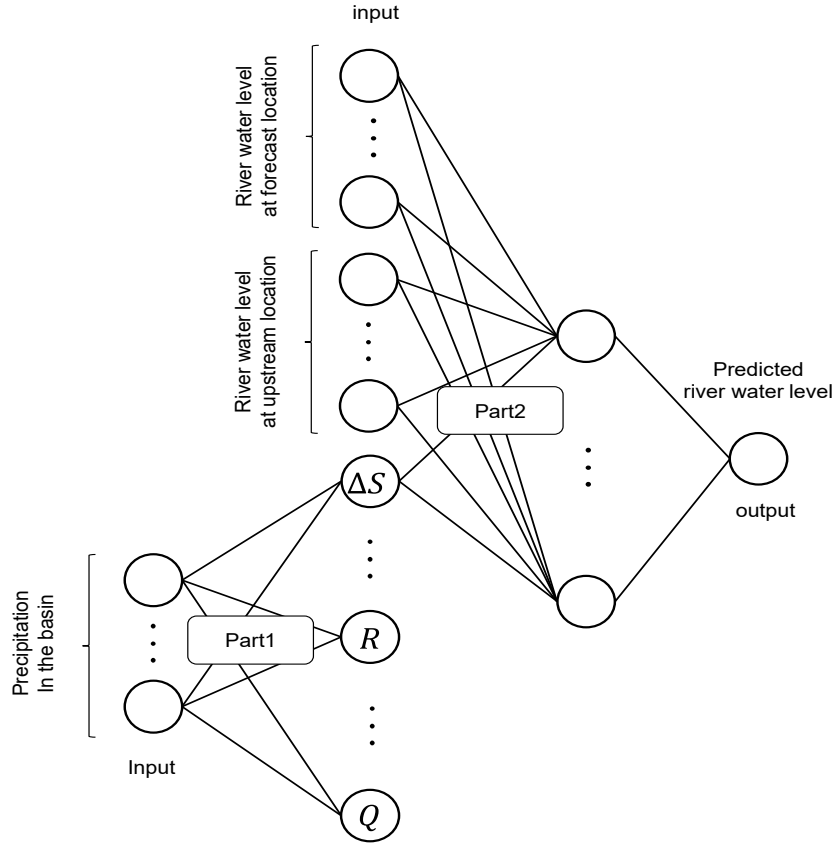 input
River water level
at forecast location
River water level
at upstream location
Part2
Predicted
river water level
output
ΔS
Precipitation
In the basin
Part1
R
Input
Q